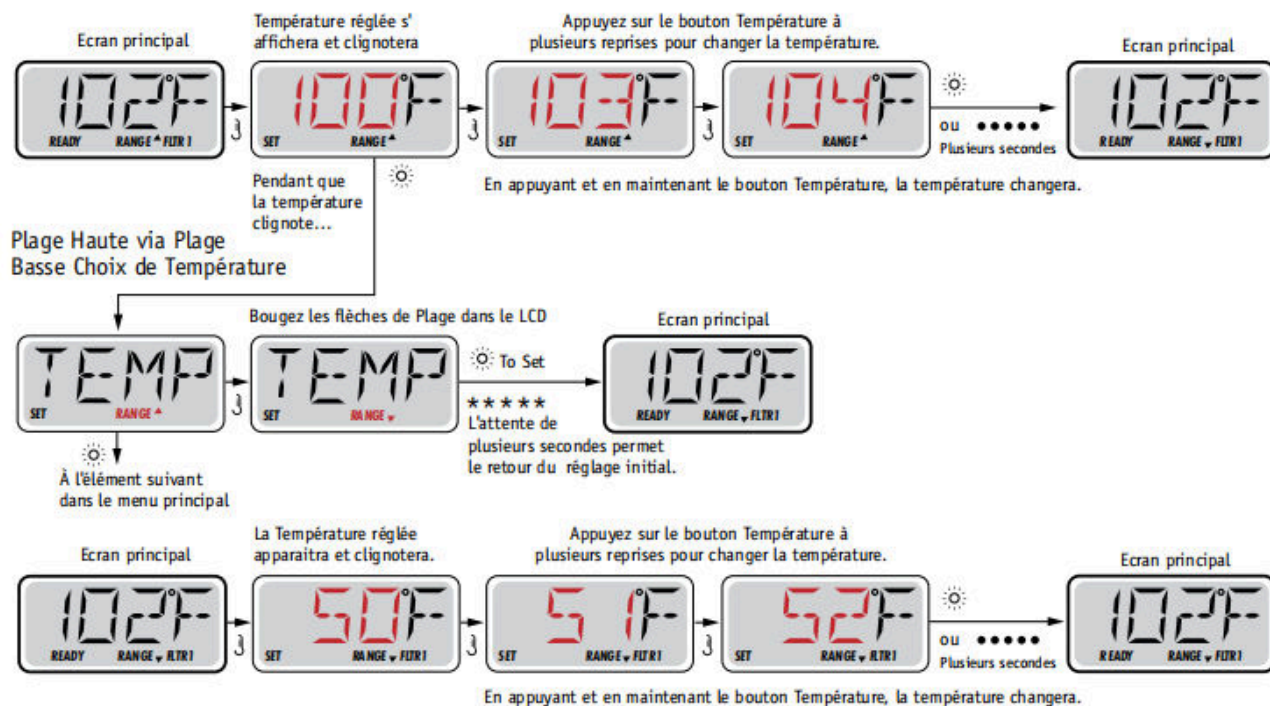 Ecran principal
Température réglée s'
affichera et clignotera
Appuyez sur le bouton Température à
plusieurs reprises pour changer la température.
Ecran principal
102°F
READY RANGE FLTR1
100°F
SET RANGE
103°F
SET RANGE
104°F
SET RANGE
ou •••••
Plusieurs secondes
102°F
READY RANGE FLTR1
Pendant que
la température
clignote...
En appuyant et en maintenant le bouton Température, la température changera.
Plage Haute via Plage
Basse Choix de Température
Bougez les flèches de Plage dans le LCD
Ecran principal
TEMP
SET RANGE
TEMP
SET RANGE
To Set
*****
L'attente de
plusieurs secondes permet
le retour du réglage initial.
102°F
READY RANGE FLTR1
À l'élément suivant
dans le menu principal
Ecran principal
La Température réglée
apparaitra et clignotera.
Appuyez sur le bouton Température à
plusieurs reprises pour changer la température.
Ecran principal
102°F
READY RANGE FLTR1
50°F
SET RANGE FLTR1
51°F
SET RANGE FLTR1
52°F
SET RANGE FLTR1
ou •••••
Plusieurs secondes
102°F
READY RANGE FLTR1
En appuyant et en maintenant le bouton Température, la température changera.